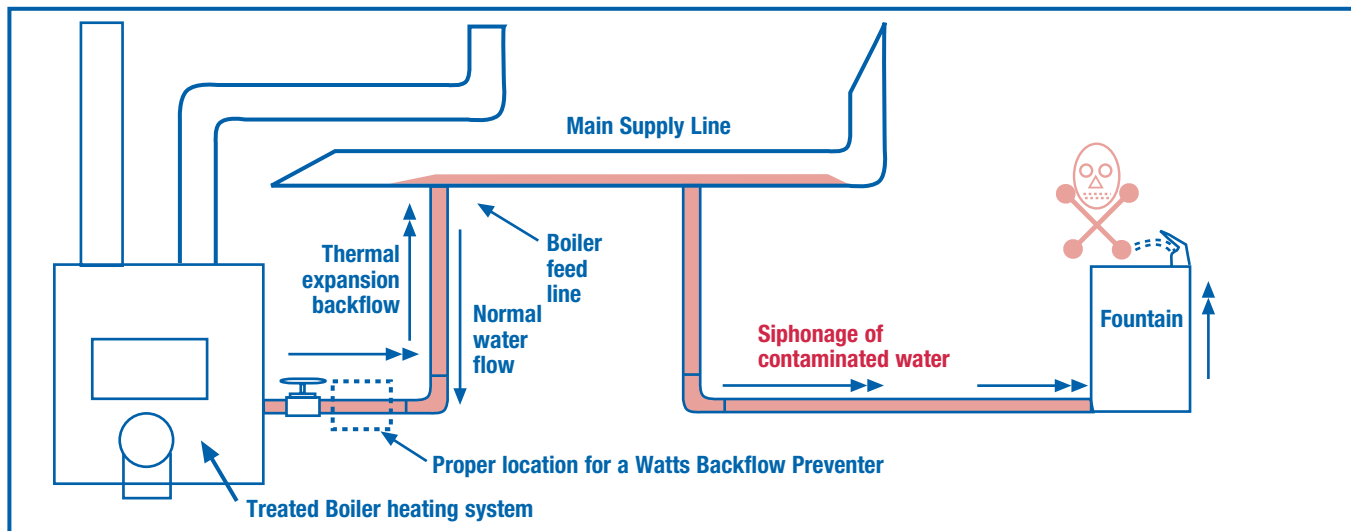 Main Supply Line
Thermal
expansion
backflow
Boiler
feed
line
Normal
water
flow
Siphonage of
contaminated water
Fountain
Proper location for a Watts Backflow Preventer
Treated Boiler heating system